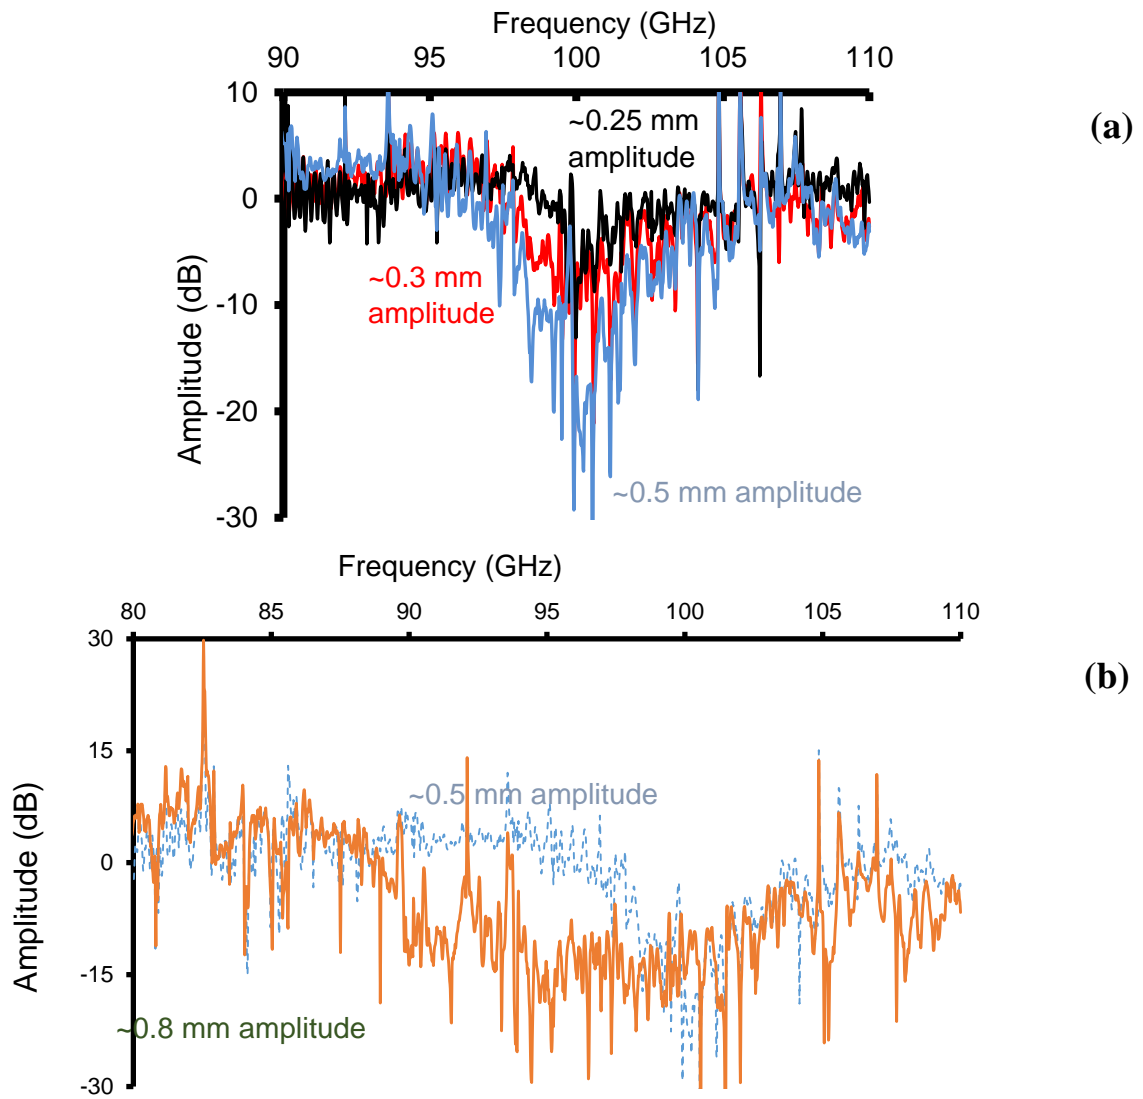 Frequency (GHz)
90 95 100 105 110
10
(a)
~0.25 mm
amplitude
0
~0.3 mm
amplitude
-10
Amplitude (dB)
-20
~0.5 mm amplitude
-30
Frequency (GHz)
80 85 90 95 100 105 110
30
(b)
15
~0.5 mm amplitude
0
Amplitude (dB)
-15
~0.8 mm amplitude
-30